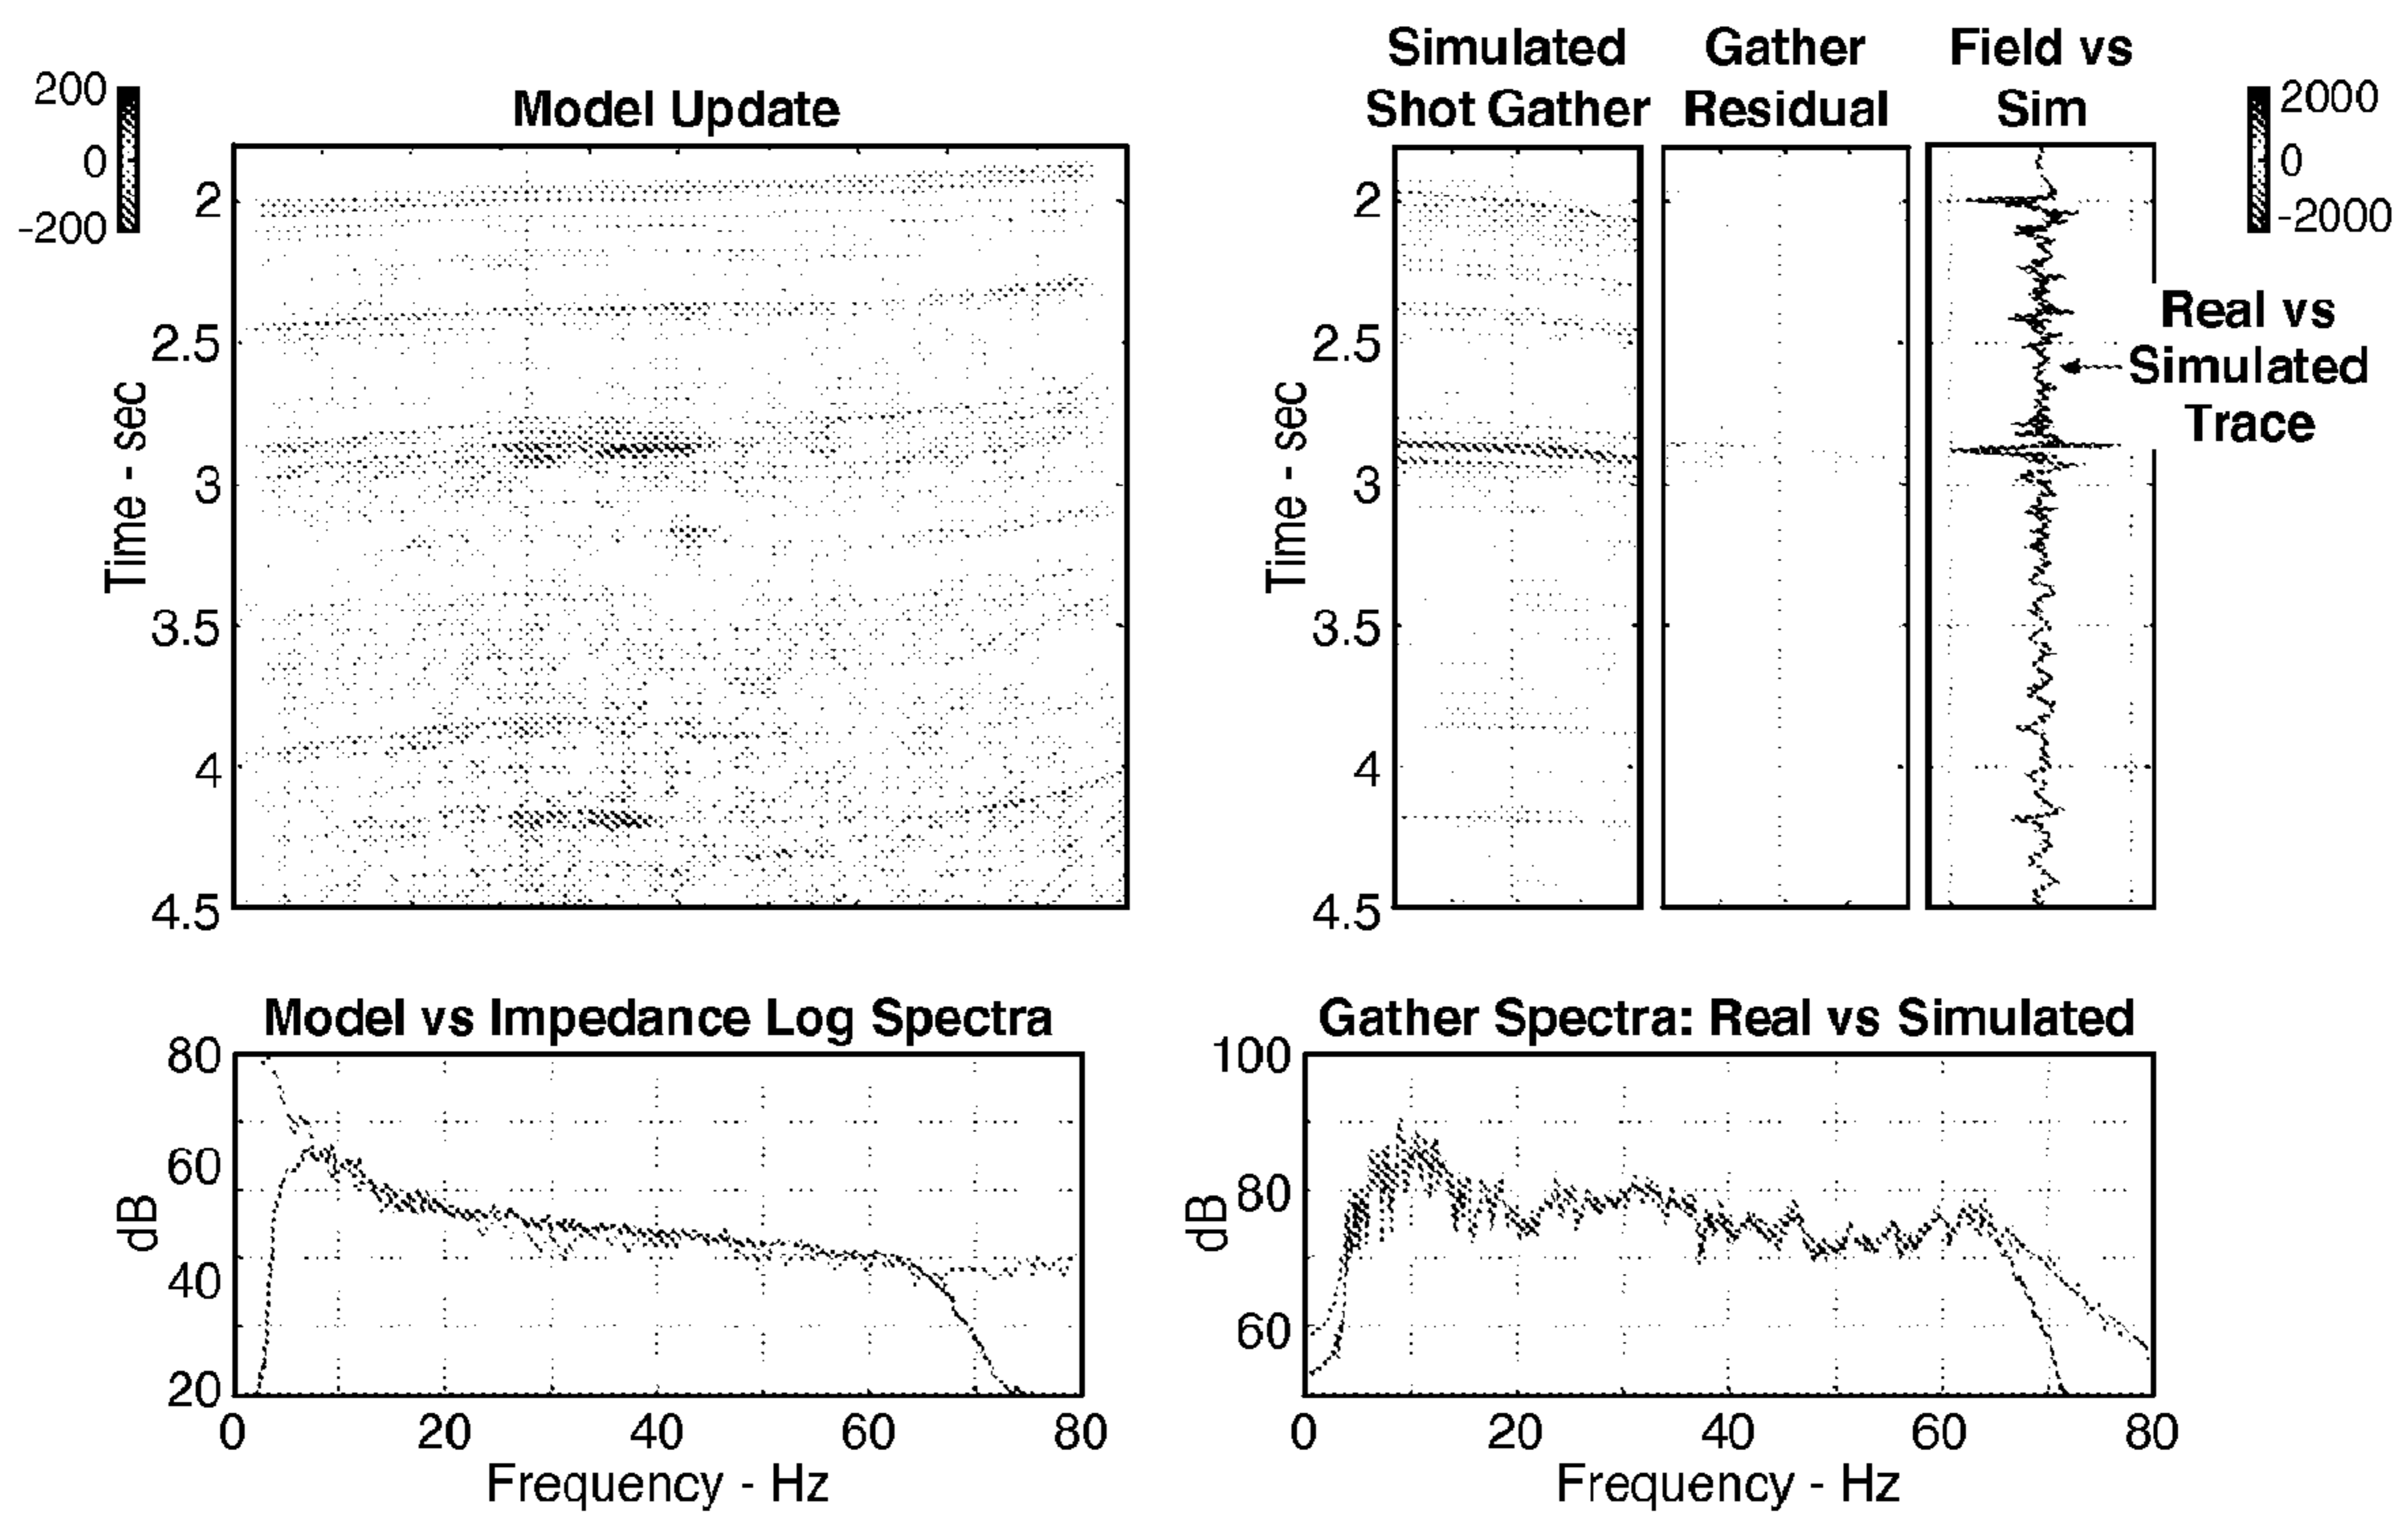 200
0
-200
Model Update
2
2.5
3
3.5
4
4.5
Time - sec
Simulated
Shot Gather
Gather
Residual
Field vs
Sim
2000
0
-2000
2
2.5
3
3.5
4
4.5
Time - sec
Real vs
Simulated
Trace
Model vs Impedance Log Spectra
80
60
40
20
dB
0 20 40 60 80
Frequency - Hz
Gather Spectra: Real vs Simulated
100
80
60
dB
0 20 40 60 80
Frequency - Hz